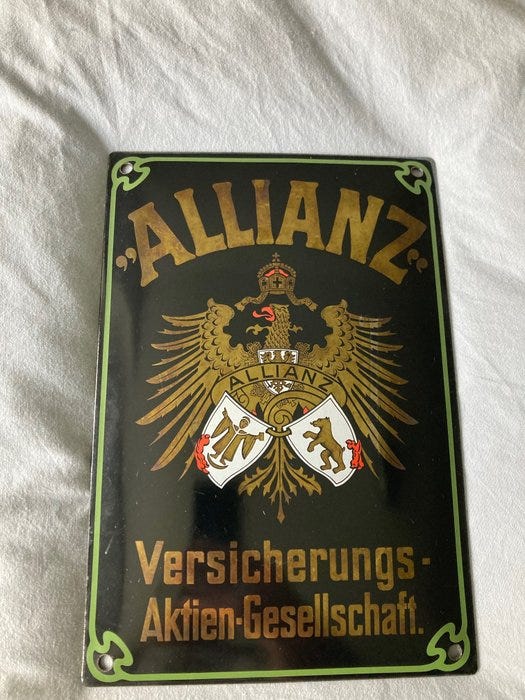 „ALLIANZ“
ALLIANZ
Versicherungs-
Aktien-Gesellschaft.